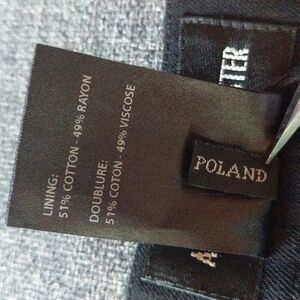 LINING:
51% COTTON - 49% RAYON
DOUBLURE:
51% COTON - 49% VISCOSE
POLAND